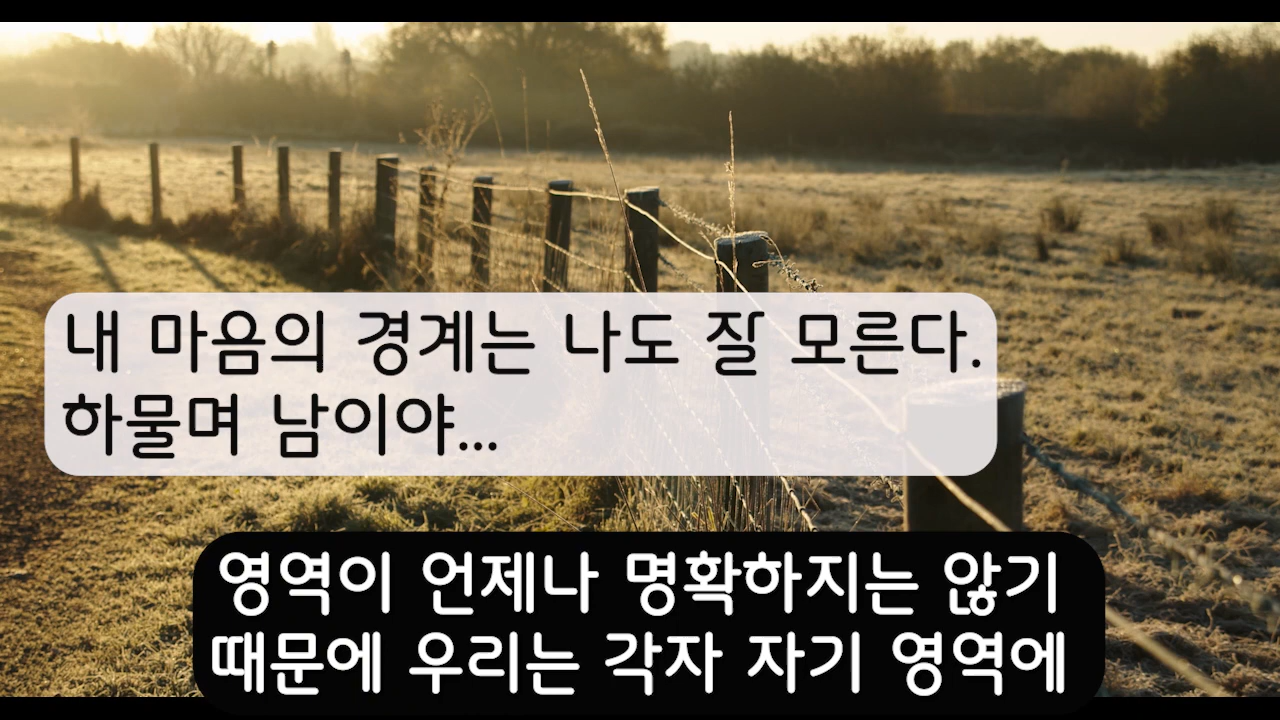 내 마음의 경계는 나도 잘 모른다.
하물며 남이야...
영역이 언제나 명확하지는 않기
때문에 우리는 각자 자기 영역에